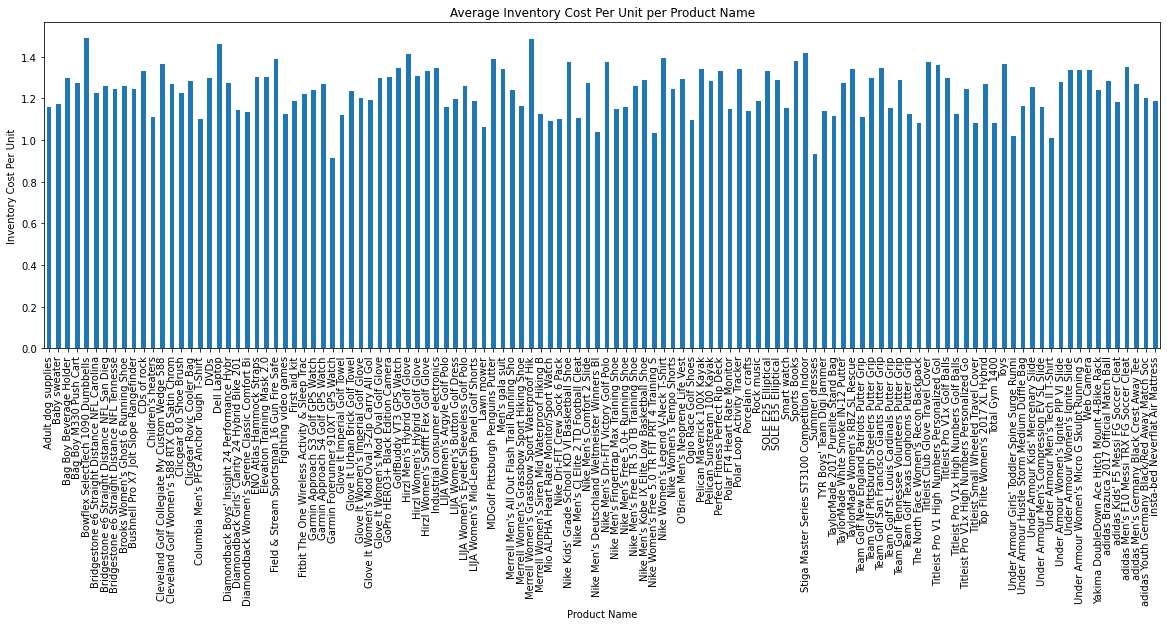 Average Inventory Cost Per Unit per Product Name
Inventory Cost Per Unit
1.4
1.2
1.0
0.8
0.6
0.4
0.2
0.0
Adult dog supplies
Baby sweater
Bag Boy Beverage Holder
Bag Boy M330 Push Cart
Bowflex SelectTech 1090 Dumbbells
Bridgestone e6 Straight Distance NFL Carolina
Bridgestone e6 Straight Distance NFL San Dieg
Bridgestone e6 Straight Distance NFL Tennesse
Brooks Women's Ghost 6 Running Shoe
Bushnell Pro X7 Jolt Slope Rangefinder
CDs of rock
Children's heaters
Cleveland Golf Collegiate My Custom Wedge 588
Cleveland Golf Women's 588 RTX CB Satin Chrom
Clicgear 8.0 Shoe Brush
Clicgear Rovic Cooler Bag
Columbia Men's PFG Anchor Tough T-Shirt
DVDs
Dell Laptop
Diamondback Boys' Insight 24 Performance Hybr
Diamondback Girls' Clarity 24 Hybrid Bike 201
Diamondback Women's Serene Classic Comfort Bi
ENO Atlas Hammock Straps
Elevation Training Mask 2.0
Field & Stream Sportsman 16 Gun Fire Safe
Fighting video games
First aid kit
Fitbit The One Wireless Activity & Sleep Trac
Garmin Approach S3 Golf GPS Watch
Garmin Approach S4 Golf GPS Watch
Garmin Forerunner 910XT GPS Watch
Glove It Imperial Golf Towel
Glove It Urban Brick Golf Towel
Glove It Women's Imperial Golf Glove
Glove It Women's Mod Oval 3-Zip Carry All Gol
Glove It Women's Mod Oval Golf Glove
GoPro HERO3+ Black Edition Camera
GolfBuddy VT3 GPS Watch
Hirzl Men's Hybrid Golf Glove
Hirzl Women's Hybrid Golf Glove
Hirzl Women's Soffft Flex Golf Glove
Industrial consumer electronics
LIJA Women's Argyle Golf Polo
LIJA Women's Button Golf Dress
LIJA Women's Eyelet Sleeveless Golf Polo
LIJA Women's Mid-Length Panel Golf Shorts
Lawn mower
MDGolf Pittsburgh Penguins Putter
Men's gala suit
Merrell Men's All Out Flash Trail Running Sho
Merrell Women's Grassbow Sport Hiking Shoe
Merrell Women's Grassbow Sport Waterproof Hik
Merrell Women's Siren Mid Waterproof Hiking B
Mio ALPHA Heart Rate Monitor/Sport Watch
Nike Dri-FIT Crew Sock 6 Pack
Nike Kids' Grade School KD VI Basketball Shoe
Nike Men's CJ Elite 2 TD Football Cleat
Nike Men's Comfort 2 Slide
Nike Men's Deutschland Weltmeister Winners Bl
Nike Men's Dri-FIT Victory Golf Polo
Nike Men's Fingertrap Max Training Shoe
Nike Men's Free 5.0+ Running Shoe
Nike Men's Free TR 5.0 TB Training Shoe
Nike Men's Kobe IX Elite Low Basketball Shoe
Nike Women's Free 5.0 TR FIT PRT 4 Training S
Nike Women's Legend V-Neck T-Shirt
Nike Women's Tempo Shorts
O'Brien Men's Neoprene Life Vest
Ogio Race Golf Shoes
Pelican Maverick 100X Kayak
Pelican Sunstream 100 Kayak
Perfect Fitness Perfect Rip Deck
Polar FT4 Heart Rate Monitor
Polar Loop Activity Tracker
Porcelain crafts
Rock music
SOLE E25 Elliptical
SOLE E35 Elliptical
Smart watch
Sports Books
Stiga Master Series ST3100 Competition Indoor
Summer dresses
TYR Boys' Team Digi Jammer
TaylorMade 2017 Purelite Stand Bag
TaylorMade White Smoke IN-12 Putter
TaylorMade Women's RBZ SL Rescue
Team Golf New England Patriots Putter Grip
Team Golf Pittsburgh Steelers Putter Grip
Team Golf San Francisco Giants Putter Grip
Team Golf St. Louis Cardinals Putter Grip
Team Golf Tennessee Volunteers Putter Grip
Team Golf Texas Longhorns Putter Grip
The North Face Women's Recon Backpack
Titleist Club Glove Travel Cover
Titleist Pro V1 High Numbers Personalized Gol
Titleist Pro V1x Golf Balls
Titleist Pro V1x High Numbers Golf Balls
Titleist Pro V1x High Numbers Personalized Go
Titleist Small Wheeled Travel Cover
Top Flite Women's 2017 XL Hybrid
Total Gym 1400
Toys
Under Armour Girls' Toddler Spine Surge Runni
Under Armour Hustle Storm Medium Duffle Bag
Under Armour Kids' Mercenary Slide
Under Armour Men's Compression EV SL Slide
Under Armour Men's Tech II T-Shirt
Under Armour Women's Ignite PIP VI Slide
Under Armour Women's Ignite Slide
Under Armour Women's Micro G Skulpt Running S
Web Camera
Yakima DoubleDown Ace Hitch Mount 4-Bike Rack
adidas Brazuca 2017 Official Match Ball
adidas Kids' F5 Messi FG Soccer Cleat
adidas Men's F10 Messi TRX FG Soccer Cleat
adidas Men's Germany Black Crest Away Tee
adidas Youth Germany Black/Red Away Match Soc
insta-bed Neverflat Air Mattress
Product Name